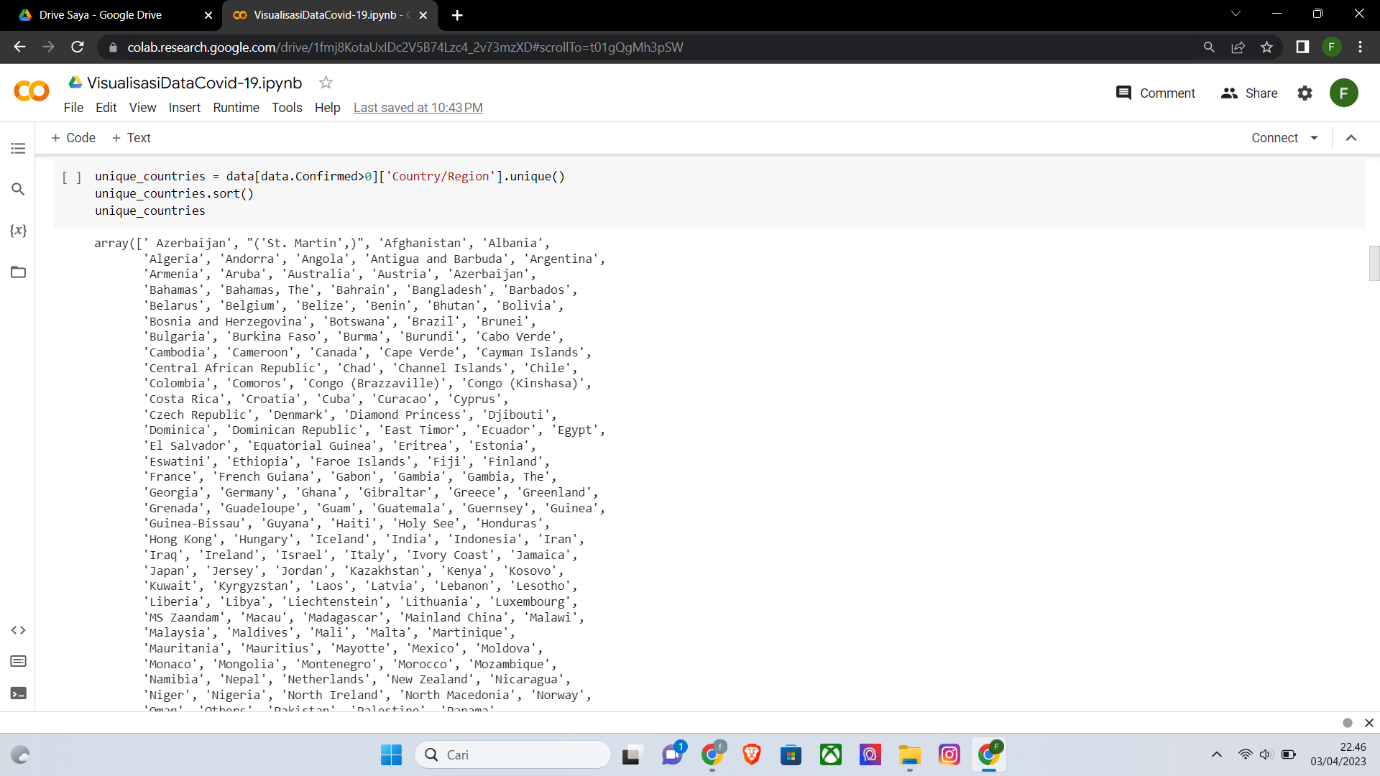 Drive Saya - Google Drive
VisualisasiDataCovid-19.ipynb -
colab.research.google.com/drive/1fmj8KotaUxIDc2V5B74Lzc4_2v73mzXD#scrollTo=t01gQgMh3pSW
F
VisualisasiDataCovid-19.ipynb
Comment
Share
F
File Edit View Insert Runtime Tools Help Last saved at 10:43 PM
+ Code + Text
Connect
[ ] unique_countries = data[data.Confirmed>0]['Country/Region'].unique()
unique_countries.sort()
unique_countries
array([' Azerbaijan', "('St. Martin',)", 'Afghanistan', 'Albania',
'Algeria', 'Andorra', 'Angola', 'Antigua and Barbuda', 'Argentina',
'Armenia', 'Aruba', 'Australia', 'Austria', 'Azerbaijan',
'Bahamas', 'Bahamas, The', 'Bahrain', 'Bangladesh', 'Barbados',
'Belarus', 'Belgium', 'Belize', 'Benin', 'Bhutan', 'Bolivia',
'Bosnia and Herzegovina', 'Botswana', 'Brazil', 'Brunei',
'Bulgaria', 'Burkina Faso', 'Burma', 'Burundi', 'Cabo Verde',
'Cambodia', 'Cameroon', 'Canada', 'Cape Verde', 'Cayman Islands',
'Central African Republic', 'Chad', 'Channel Islands', 'Chile',
'Colombia', 'Comoros', 'Congo (Brazzaville)', 'Congo (Kinshasa)',
'Costa Rica', 'Croatia', 'Cuba', 'Curacao', 'Cyprus',
'Czech Republic', 'Denmark', 'Diamond Princess', 'Djibouti',
'Dominica', 'Dominican Republic', 'East Timor', 'Ecuador', 'Egypt',
'El Salvador', 'Equatorial Guinea', 'Eritrea', 'Estonia',
'Eswatini', 'Ethiopia', 'Faroe Islands', 'Fiji', 'Finland',
'France', 'French Guiana', 'Gabon', 'Gambia', 'Gambia, The',
'Georgia', 'Germany', 'Ghana', 'Gibraltar', 'Greece', 'Greenland',
'Grenada', 'Guadeloupe', 'Guam', 'Guatemala', 'Guernsey', 'Guinea',
'Guinea-Bissau', 'Guyana', 'Haiti', 'Holy See', 'Honduras',
'Hong Kong', 'Hungary', 'Iceland', 'India', 'Indonesia', 'Iran',
'Iraq', 'Ireland', 'Israel', 'Italy', 'Ivory Coast', 'Jamaica',
'Japan', 'Jersey', 'Jordan', 'Kazakhstan', 'Kenya', 'Kosovo',
'Kuwait', 'Kyrgyzstan', 'Laos', 'Latvia', 'Lebanon', 'Lesotho',
'Liberia', 'Libya', 'Liechtenstein', 'Lithuania', 'Luxembourg',
'MS Zaandam', 'Macau', 'Madagascar', 'Mainland China', 'Malawi',
'Malaysia', 'Maldives', 'Mali', 'Malta', 'Martinique',
'Mauritania', 'Mauritius', 'Mayotte', 'Mexico', 'Moldova',
'Monaco', 'Mongolia', 'Montenegro', 'Morocco', 'Mozambique',
'Namibia', 'Nepal', 'Netherlands', 'New Zealand', 'Nicaragua',
'Niger', 'Nigeria', 'North Ireland', 'North Macedonia', 'Norway',
'Oman', 'Others', 'Pakistan', 'Palestine', 'Panama',
{x}
Cari
1
22.46
03/04/2023